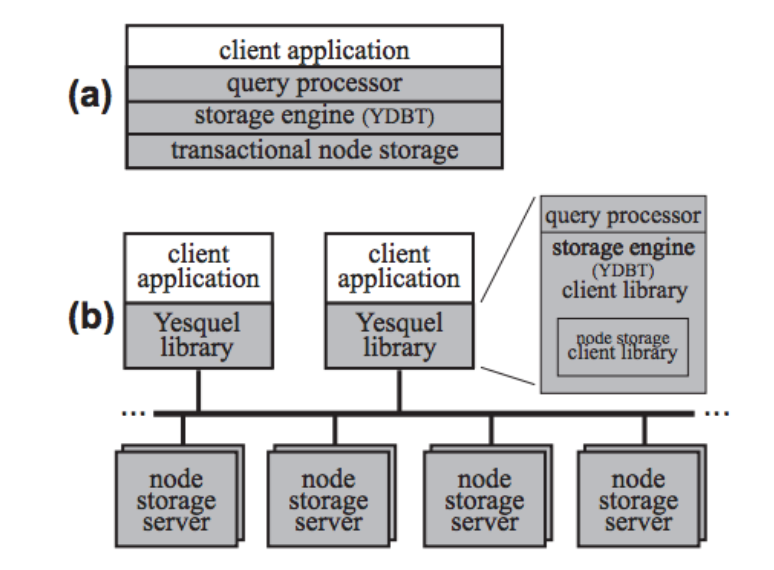 (a)
client application
query processor
storage engine (YDBT)
transactional node storage
(b)
client
application
Yesquel
library
client
application
Yesquel
library
query processor
storage engine
(YDBT)
client library
node storage
client library
...
...
node
storage
server
node
storage
server
node
storage
server
node
storage
server